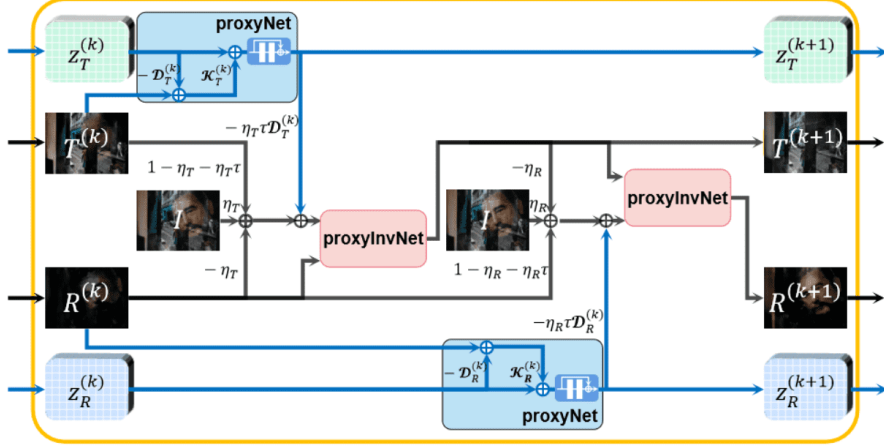 proxyNet
$z_T^{(k)}$
$-\mathcal{D}_T^{(k)}$
$\mathcal{K}_T^{(k)}$
$z_T^{(k+1)}$
$T^{(k)}$
$-\eta_T\tau\mathcal{D}_T^{(k)}$
$T^{(k+1)}$
$1-\eta_T-\eta_T\tau$
$-\eta_R$
$I$
$\eta_T$
proxyInvNet
$I$
$\eta_R$
proxyInvNet
$-\eta_T$
$1-\eta_R-\eta_R\tau$
$R^{(k)}$
$R^{(k+1)}$
$-\eta_R\tau\mathcal{D}_R^{(k)}$
$z_R^{(k)}$
$-\mathcal{D}_R^{(k)}$
$\mathcal{K}_R^{(k)}$
$z_R^{(k+1)}$
proxyNet